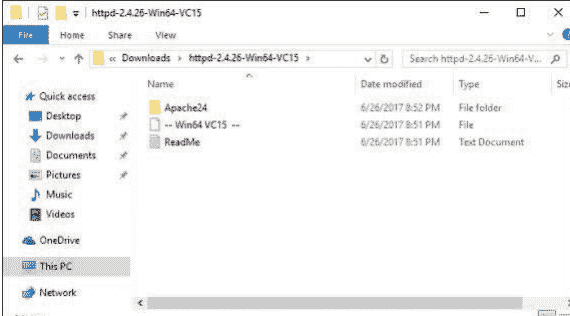 httpd-2.4.26-Win64-VC15
File Home Share View
« Downloads › httpd-2.4.26-Win64-VC15 › Search httpd-2.4.26-Win64-V...
Name Date modified Type Size
Quick access
Desktop
Downloads
Documents
Pictures
Music
Videos
OneDrive
This PC
Network
Apache24 6/26/2017 8:52 PM File folder
-- Win64 VC15 -- 6/26/2017 8:51 PM File
ReadMe 6/26/2017 8:51 PM Text Document